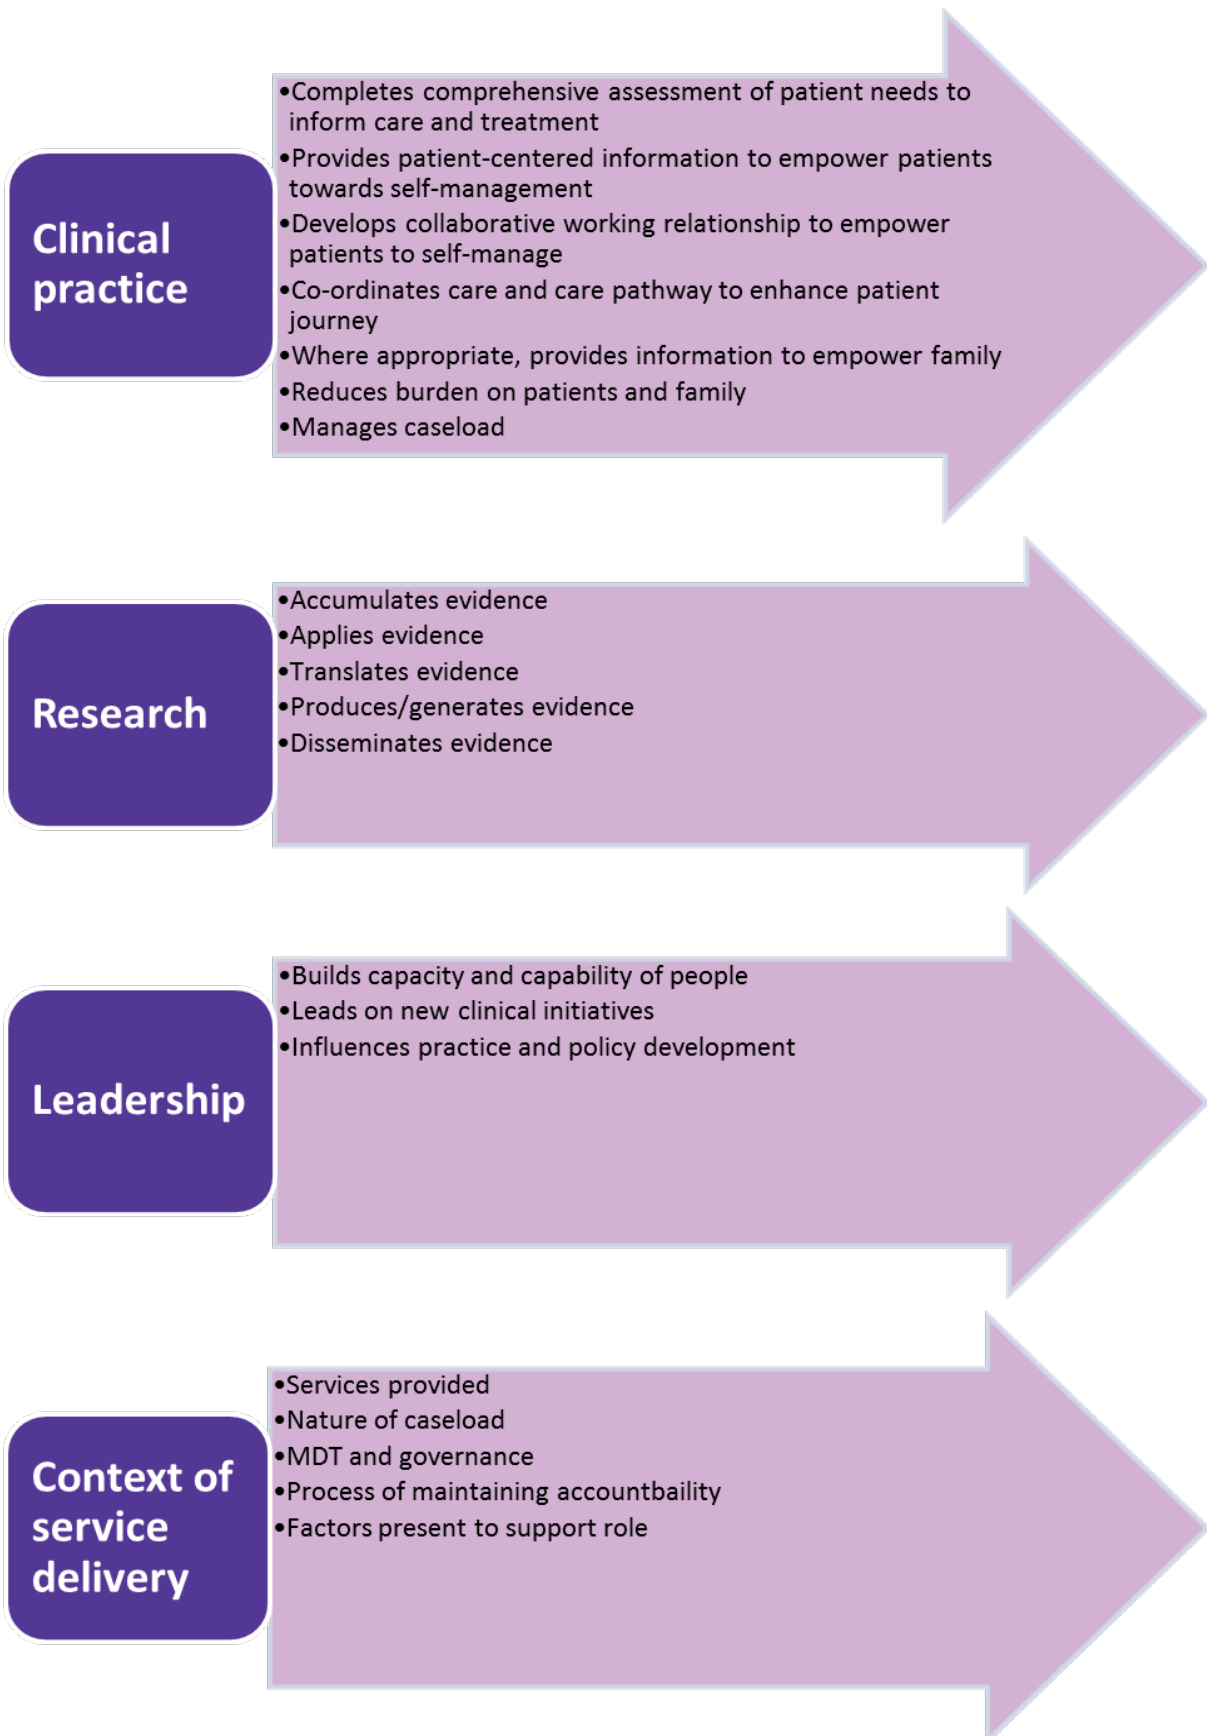 Clinical
practice
•Completes comprehensive assessment of patient needs to
inform care and treatment
•Provides patient-centered information to empower patients
towards self-management
•Develops collaborative working relationship to empower
patients to self-manage
•Co-ordinates care and care pathway to enhance patient
journey
•Where appropriate, provides information to empower family
•Reduces burden on patients and family
•Manages caseload
Research
•Accumulates evidence
•Applies evidence
•Translates evidence
•Produces/generates evidence
•Disseminates evidence
Leadership
•Builds capacity and capability of people
•Leads on new clinical initiatives
•Influences practice and policy development
Context of
service
delivery
•Services provided
•Nature of caseload
•MDT and governance
•Process of maintaining accountbaility
•Factors present to support role